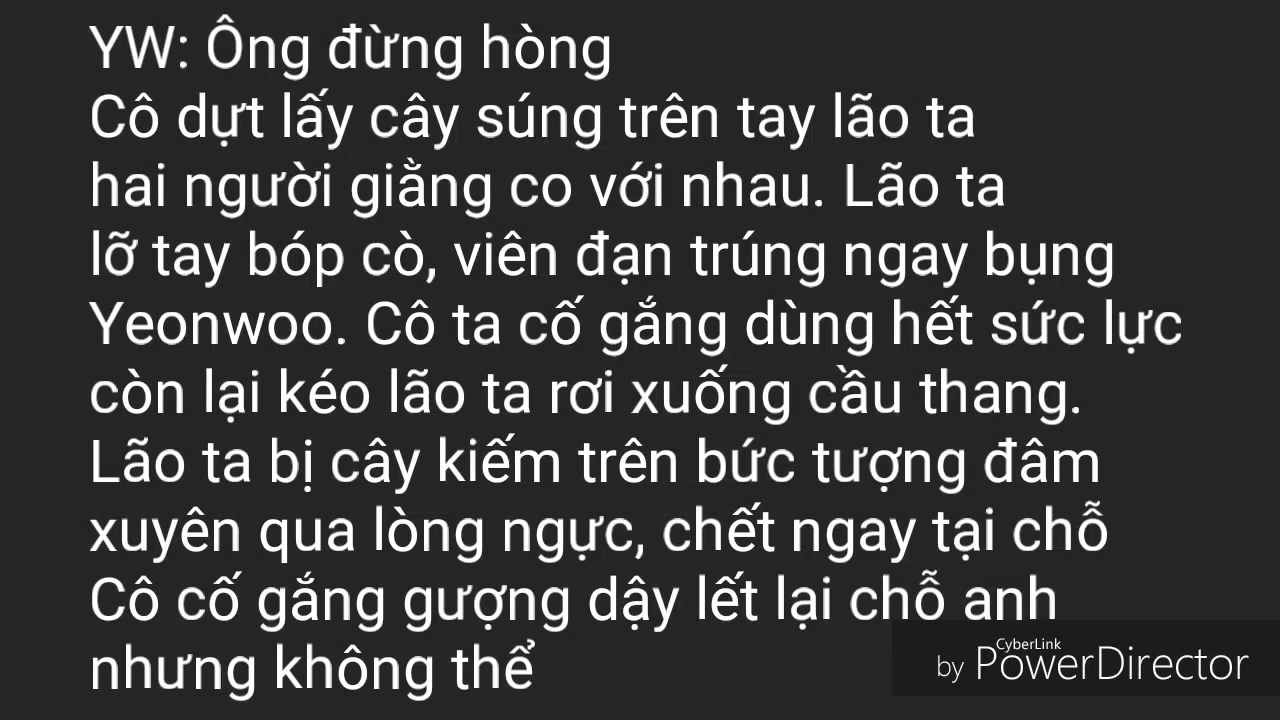 YW: Ông đừng hòng
Cô dựt lấy cây súng trên tay lão ta
hai người giằng co với nhau. Lão ta
lỡ tay bóp cò, viên đạn trúng ngay bụng
Yeonwoo. Cô ta cố gắng dùng hết sức lực
còn lại kéo lão ta rơi xuống cầu thang.
Lão ta bị cây kiếm trên bức tượng đâm
xuyên qua lòng ngực, chết ngay tại chỗ
Cô cố gắng gượng dậy lết lại chỗ anh
nhưng không thể
CyberLink
by PowerDirector